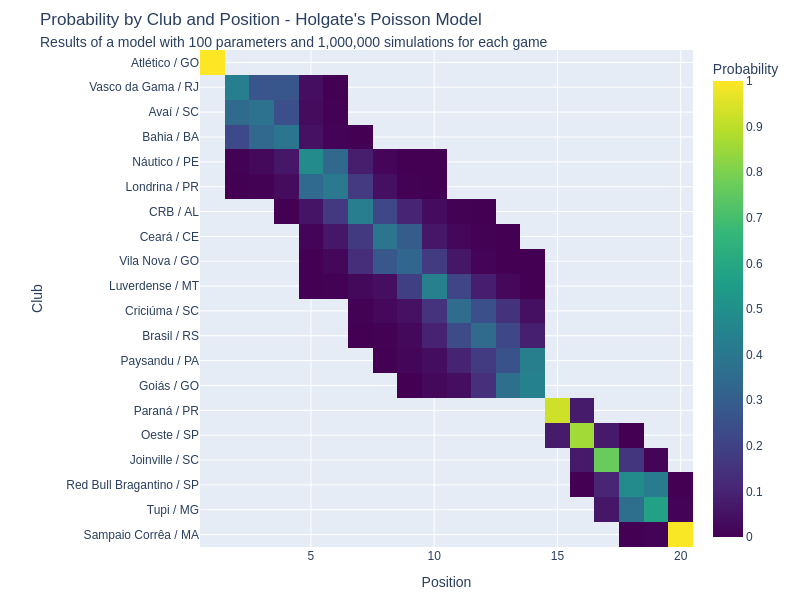 Probability by Club and Position - Holgate's Poisson Model
Results of a model with 100 parameters and 1,000,000 simulations for each game
Probability
Atlético / GO
Vasco da Gama / RJ
Avaí / SC
Bahia / BA
Náutico / PE
Londrina / PR
CRB / AL
Ceará / CE
Vila Nova / GO
Luverdense / MT
Criciúma / SC
Brasil / RS
Paysandu / PA
Goiás / GO
Paraná / PR
Oeste / SP
Joinville / SC
Red Bull Bragantino / SP
Tupi / MG
Sampaio Corrêa / MA
Club
5
10
15
20
Position
1
0.9
0.8
0.7
0.6
0.5
0.4
0.3
0.2
0.1
0